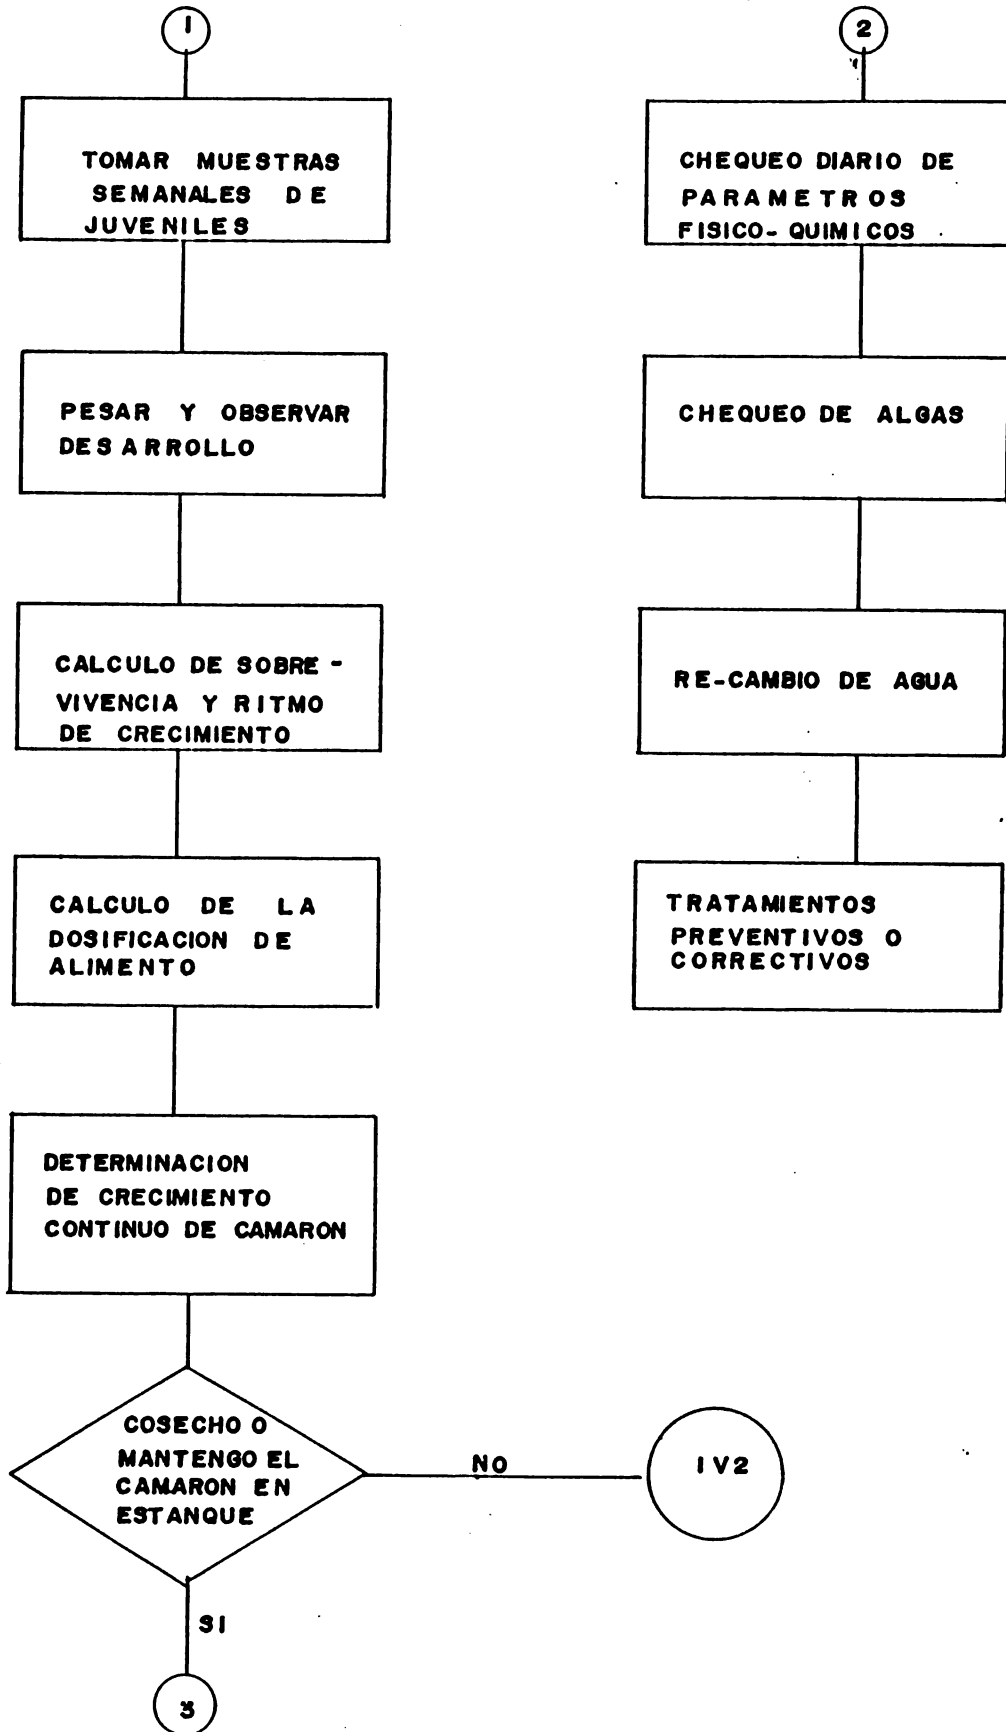 1
TOMAR MUESTRAS
SEMANALES DE
JUVENILES
PESAR Y OBSERVAR
DESARROLLO
CALCULO DE SOBRE-
VIVENCIA Y RITMO
DE CRECIMIENTO
CALCULO DE LA
DOSIFICACION DE
ALIMENTO
DETERMINACION
DE CRECIMIENTO
CONTINUO DE CAMARON
COSECHO O
MANTENGO EL
CAMARON EN
ESTANQUE
NO
1V2
SI
3
2
CHEQUEO DIARIO DE
PARAMETROS
FISICO-QUIMICOS
CHEQUEO DE ALGAS
RE-CAMBIO DE AGUA
TRATAMIENTOS
PREVENTIVOS O
CORRECTIVOS